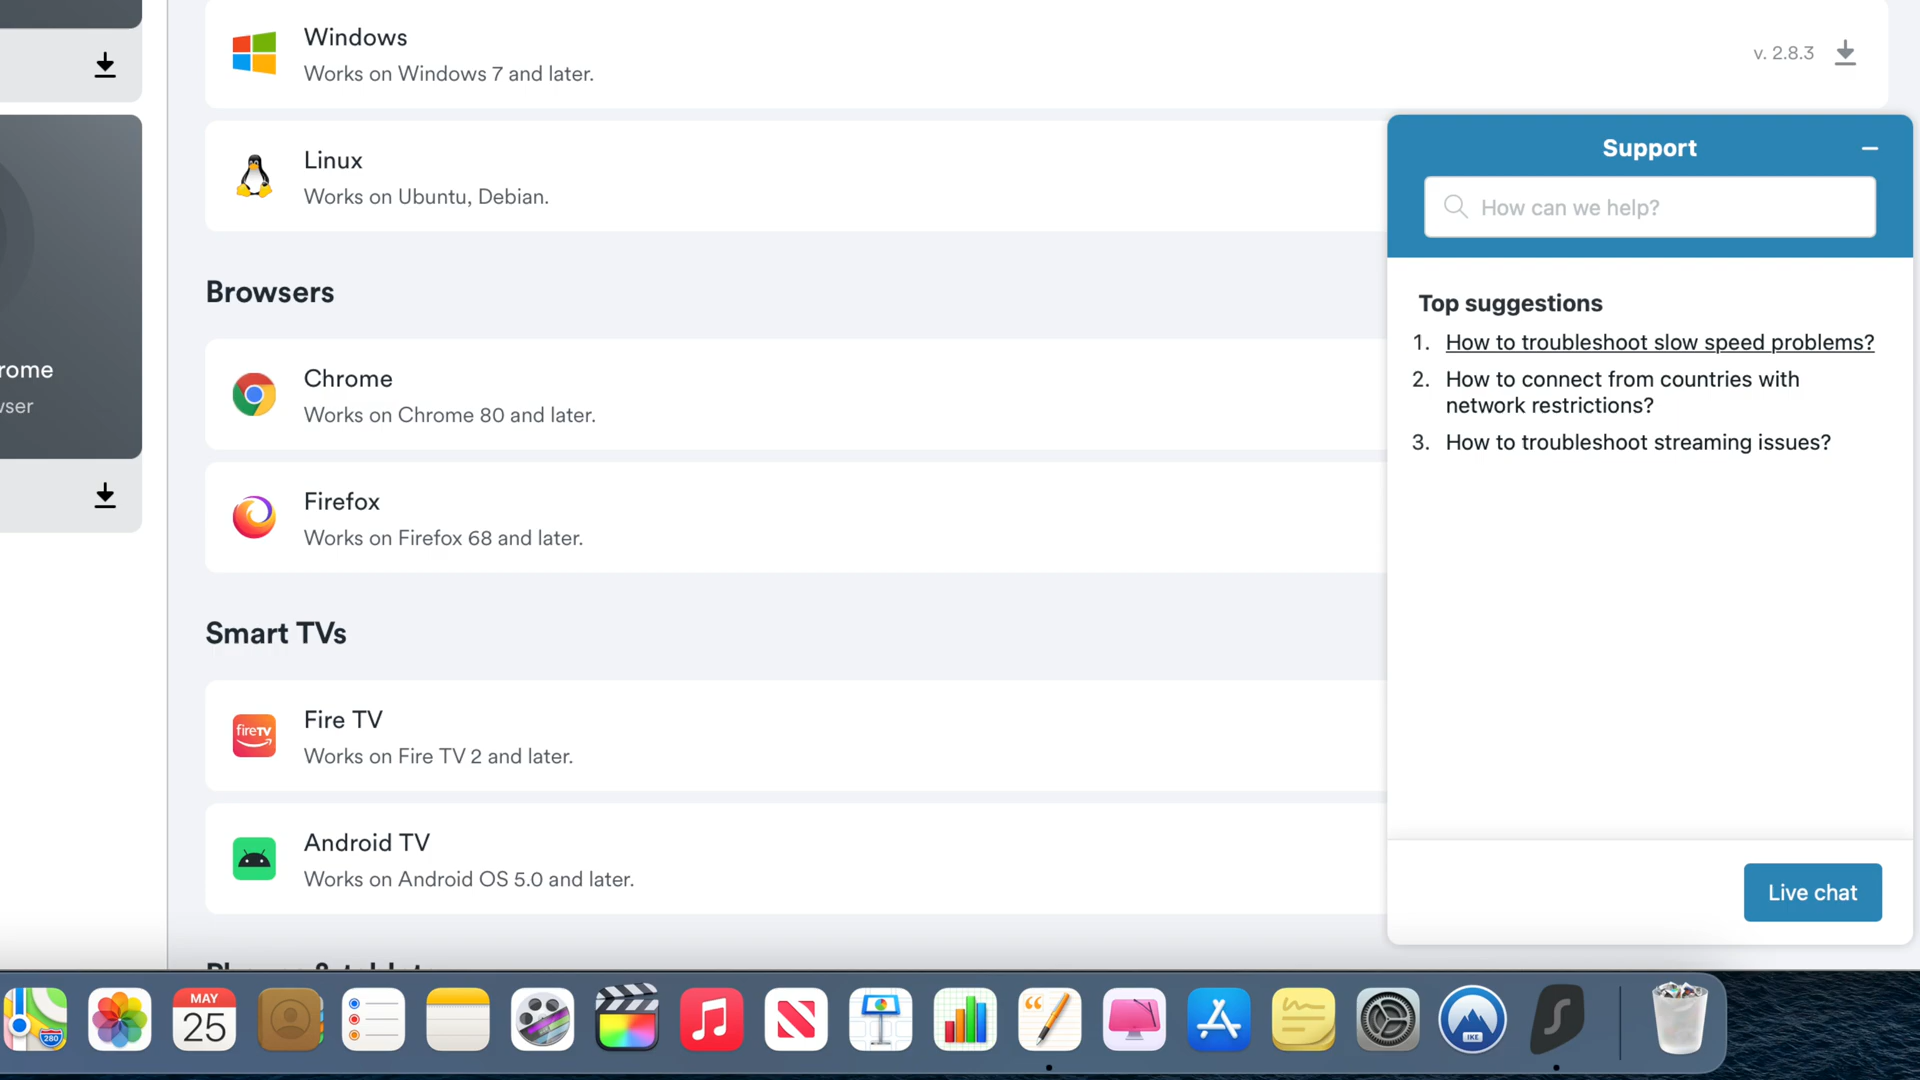 Windows
Works on Windows 7 and later.
v. 2.8.3
Linux
Works on Ubuntu, Debian.
Browsers
Chrome
Works on Chrome 80 and later.
Firefox
Works on Firefox 68 and later.
Smart TVs
Fire TV
Works on Fire TV 2 and later.
Android TV
Works on Android OS 5.0 and later.
rome
Support
How can we help?
Top suggestions
1. How to troubleshoot slow speed problems?
2. How to connect from countries with
network restrictions?
3. How to troubleshoot streaming issues?
Live chat
fireTV
280
MAY
25
IKE